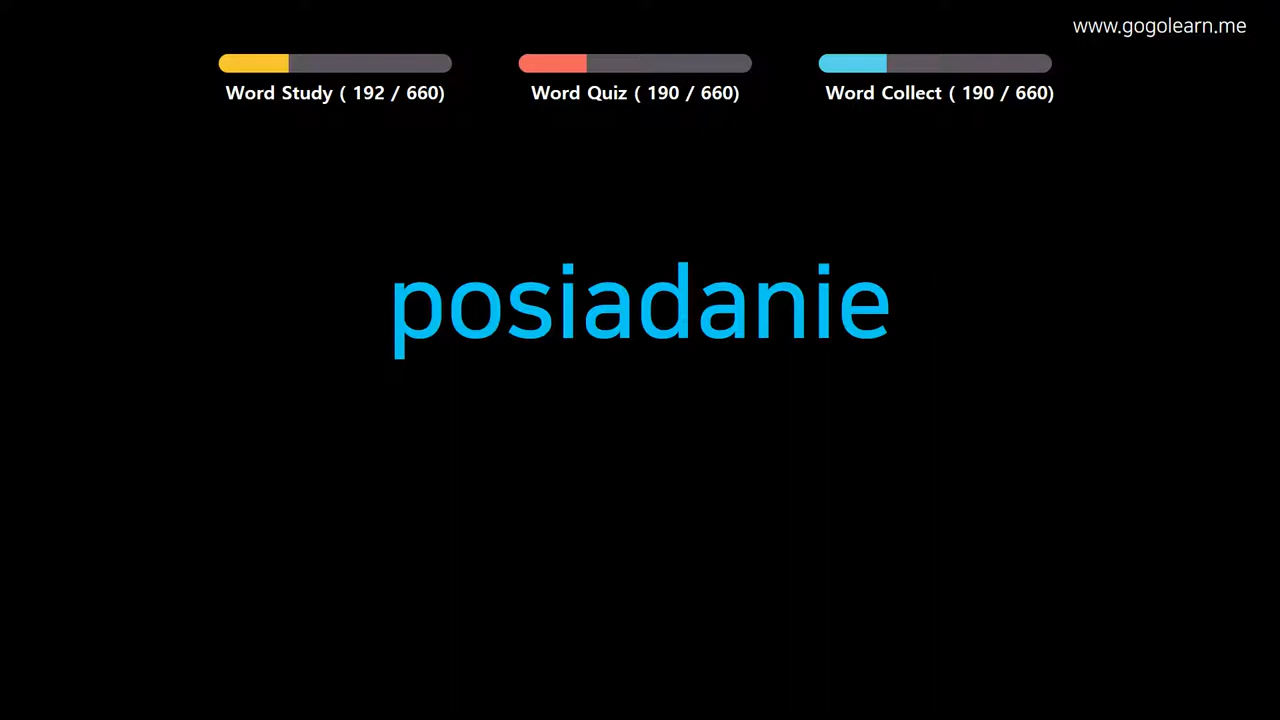 www.gogolearn.me
Word Study ( 192 / 660)
Word Quiz ( 190 / 660)
Word Collect ( 190 / 660)
posiadanie